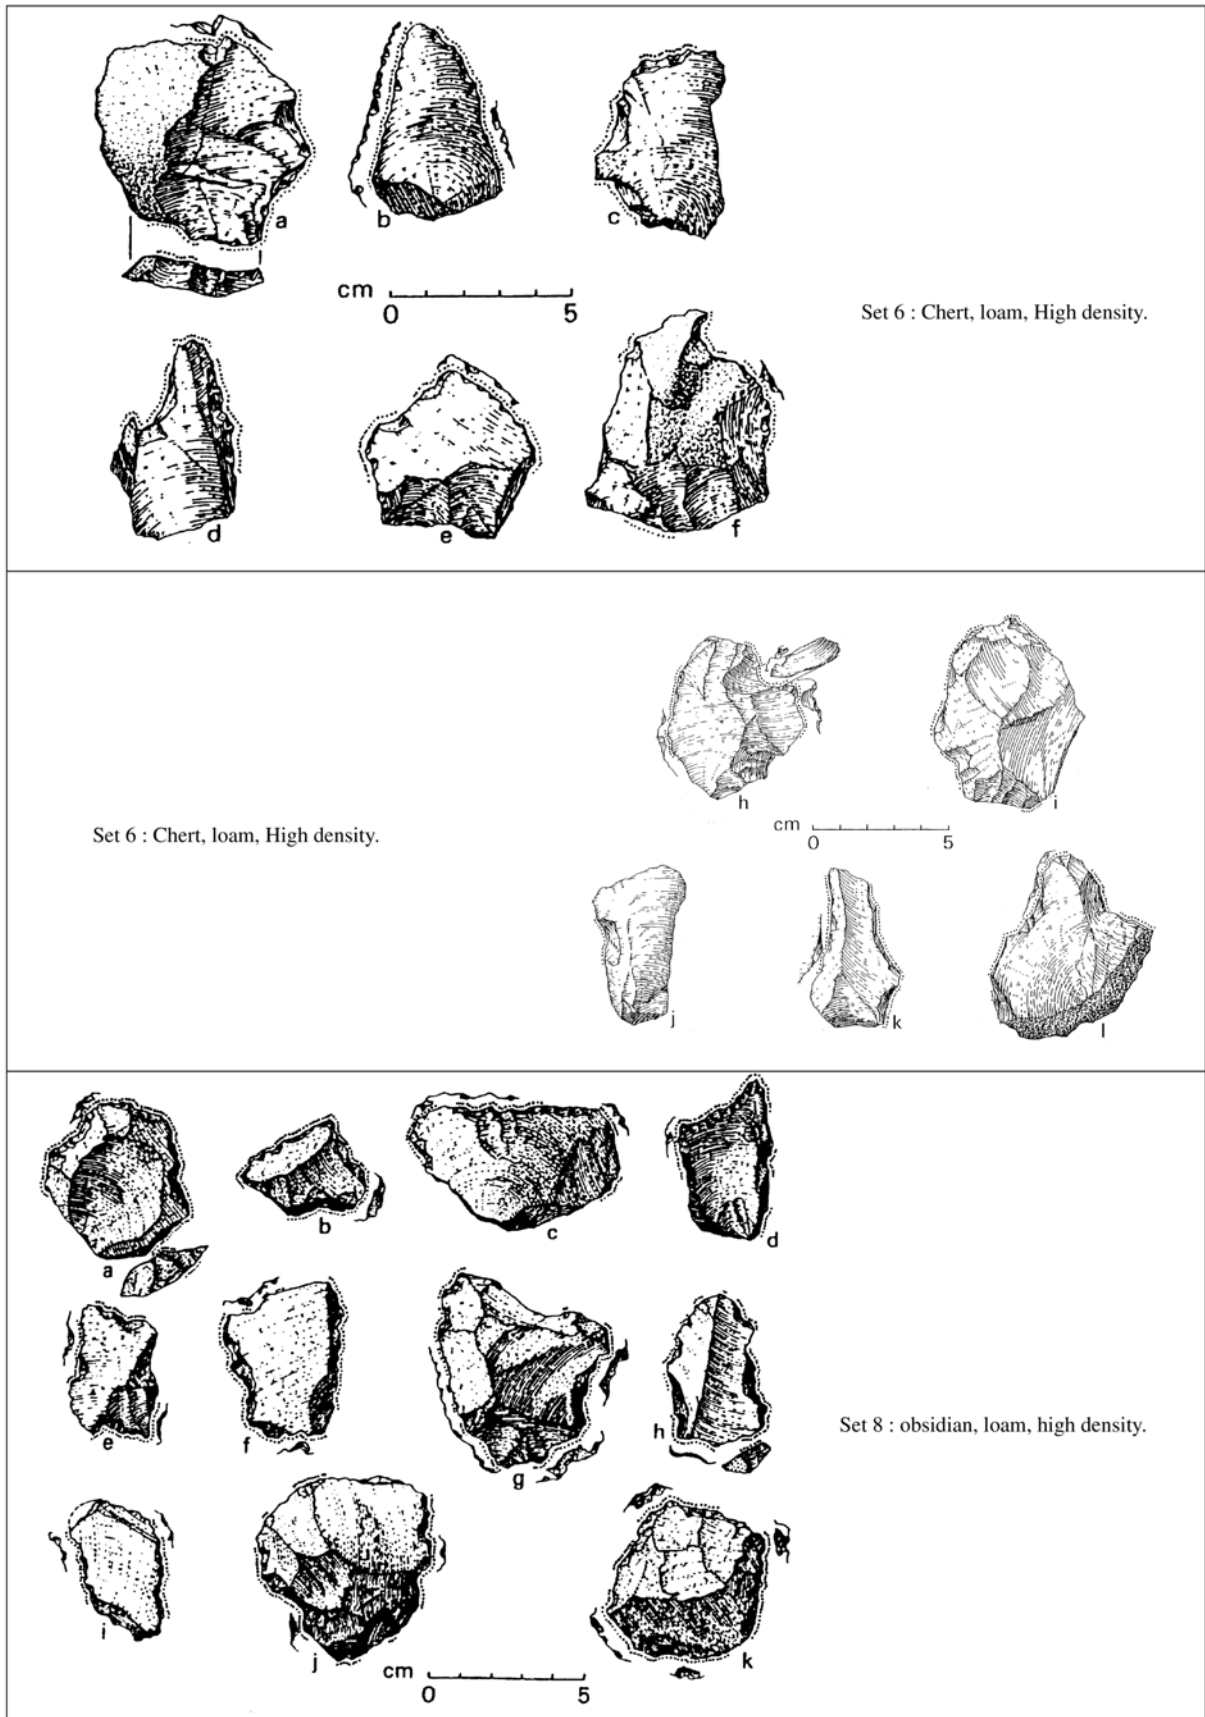 a
b
c
cm
0 5
Set 6 : Chert, loam, High density.
d
e
f
h
i
cm
0 5
Set 6 : Chert, loam, High density.
j
k
l
a
b
c
d
e
f
g
h
Set 8 : obsidian, loam, high density.
i
j
k
cm
0 5